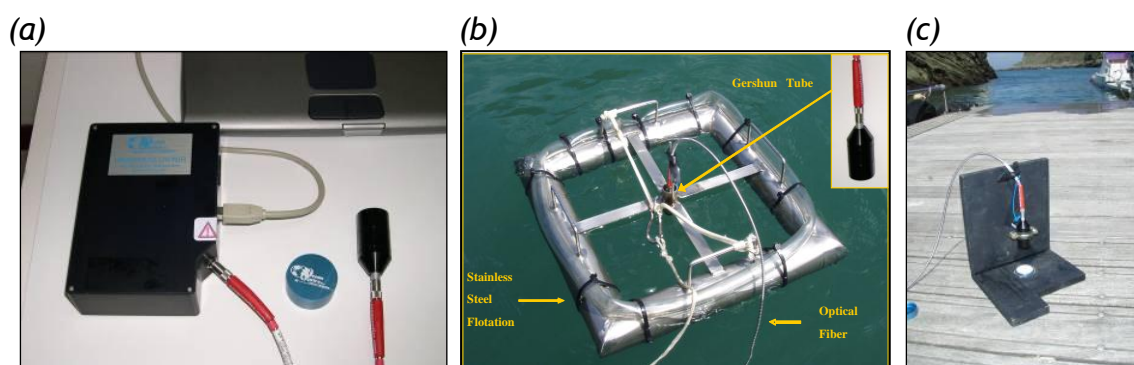 (a)
(b)
(c)
Gershun Tube
Stainless
Steel
Flotation
Optical
Fiber